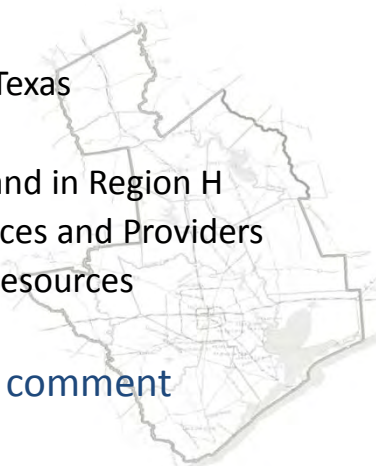 Texas
and in Region H
ces and Providers
esources
comment